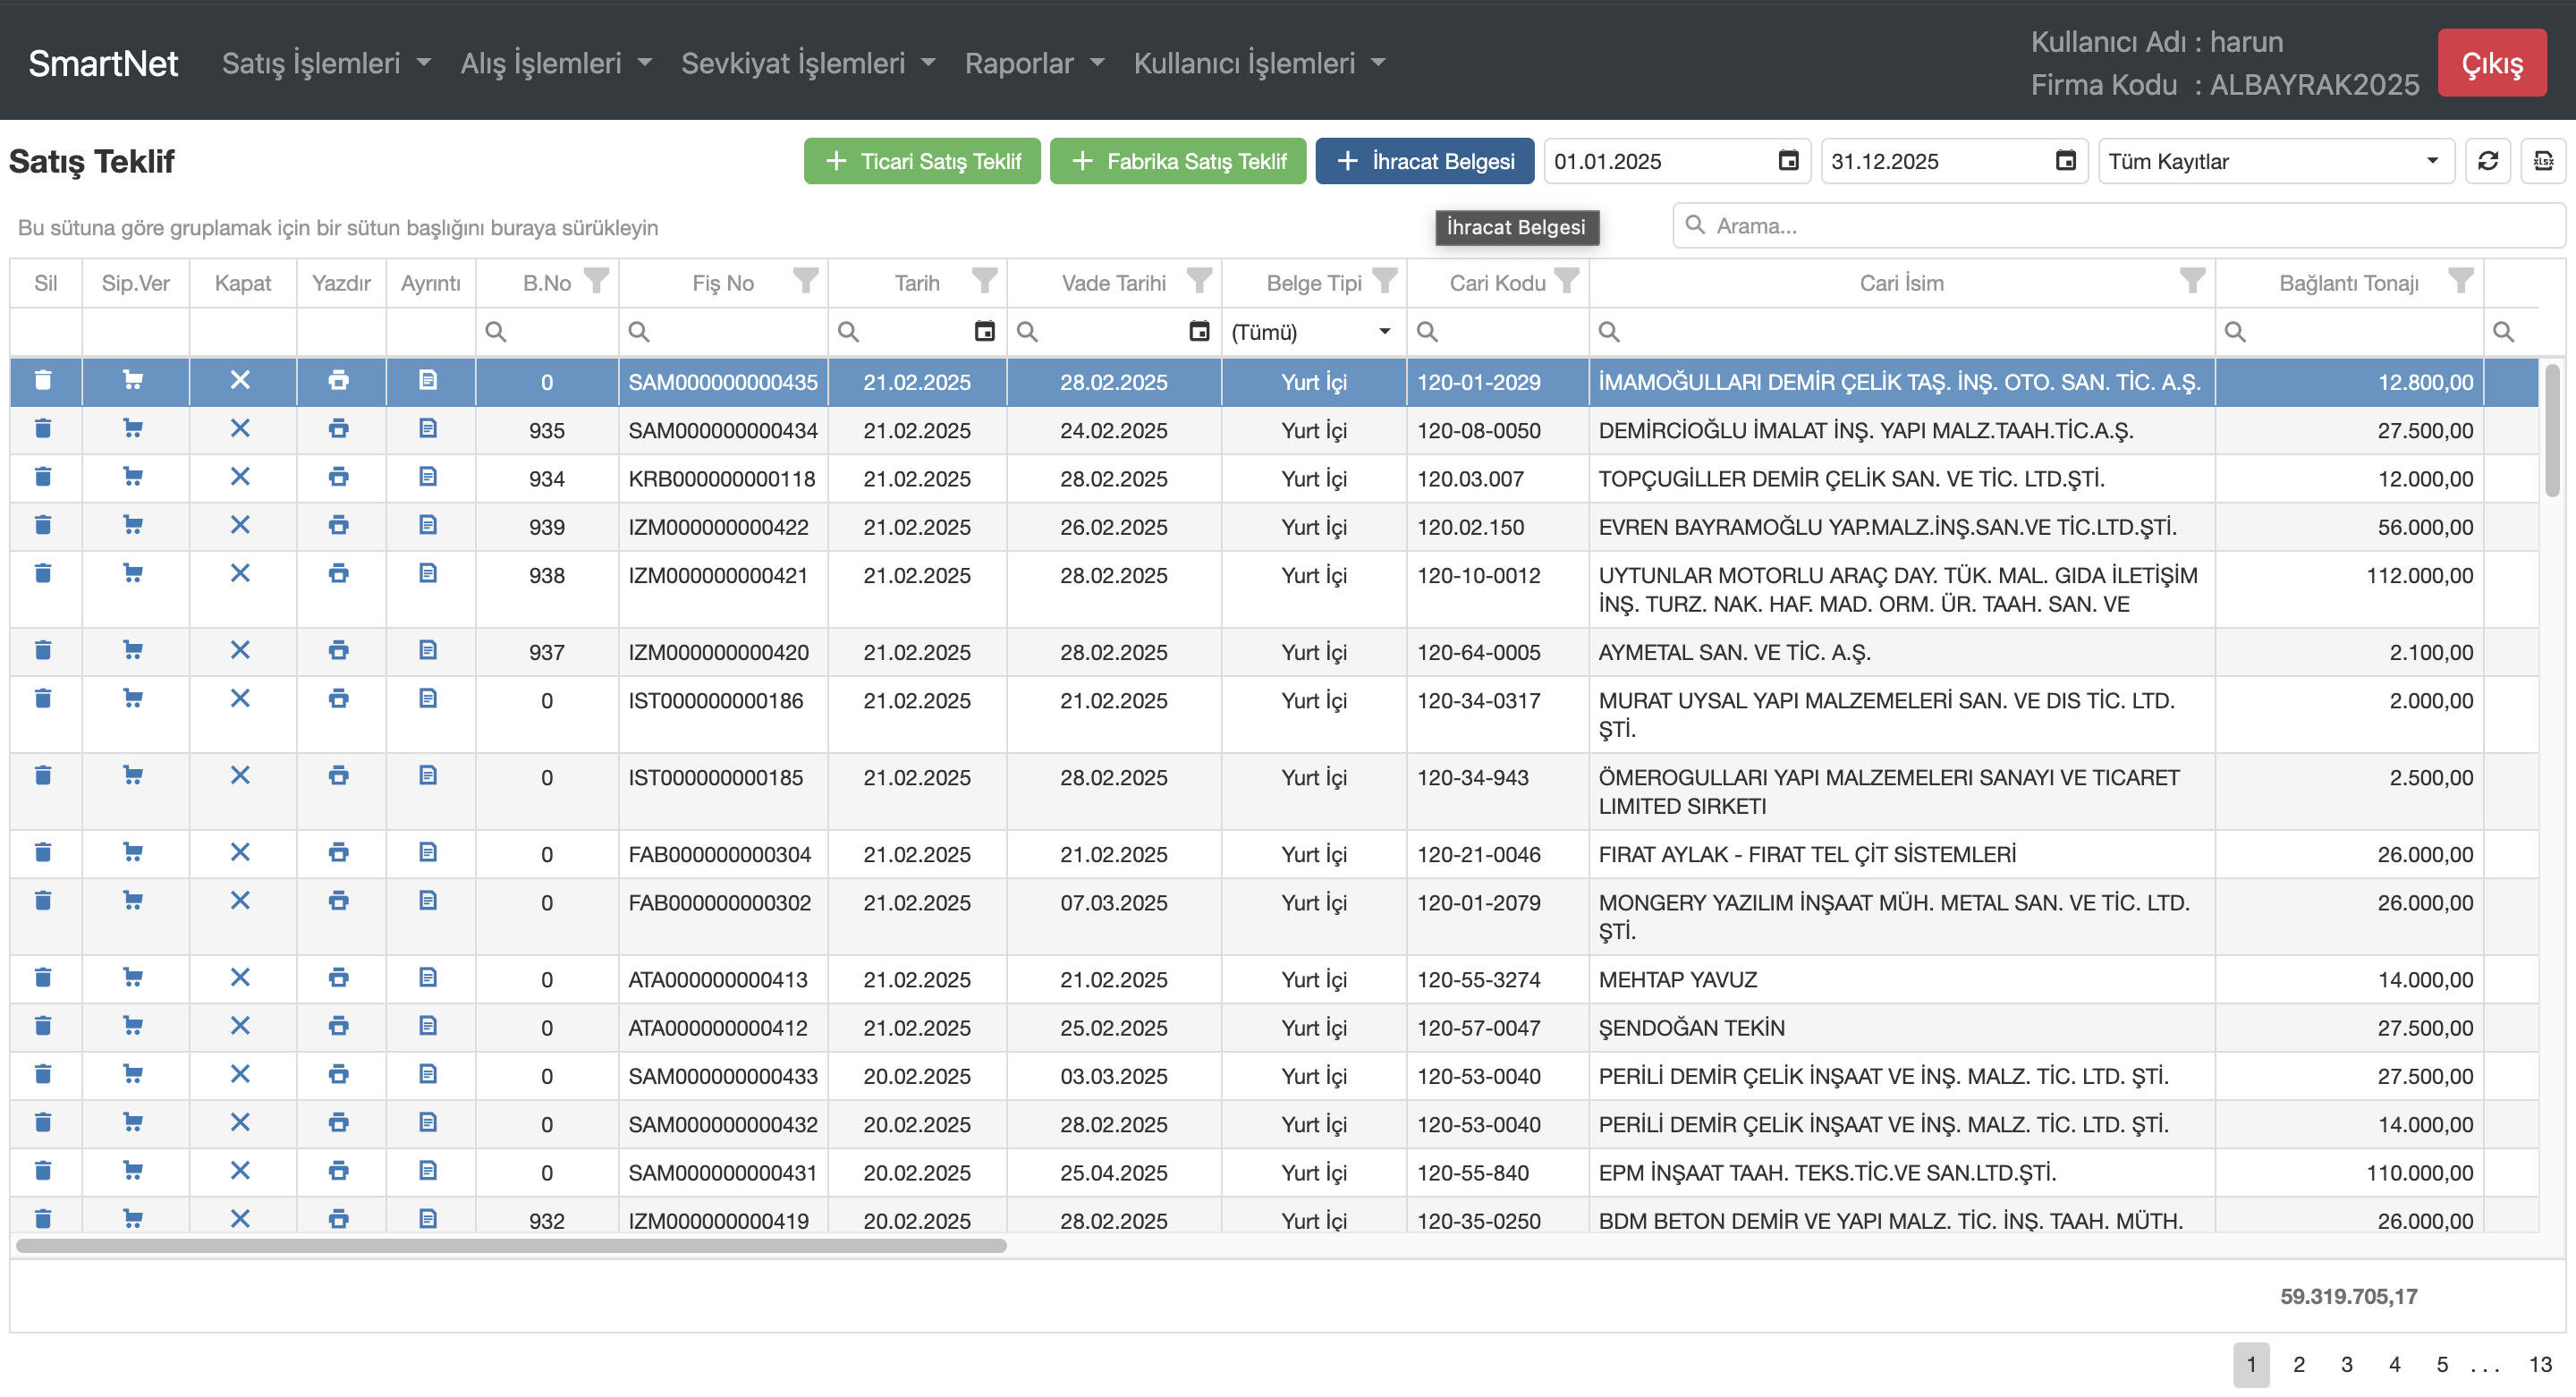 SmartNet Satış İşlemleri Alış İşlemleri Sevkiyat İşlemleri Raporlar Kullanıcı İşlemleri
Kullanıcı Adı : harun
Firma Kodu : ALBAYRAK2025
Çıkış
Satış Teklif
+ Ticari Satış Teklif + Fabrika Satış Teklif + İhracat Belgesi 01.01.2025 31.12.2025 Tüm Kayıtlar XLSX
Bu sütuna göre gruplamak için bir sütun başlığını buraya sürükleyin
İhracat Belgesi
Arama...
Sil Sip.Ver Kapat Yazdır Ayrıntı B.No Fiş No Tarih Vade Tarihi Belge Tipi Cari Kodu Cari İsim Bağlantı Tonajı
(Tümü)
0 SAM000000000435 21.02.2025 28.02.2025 Yurt İçi 120-01-2029 İMAMOĞULLARI DEMİR ÇELİK TAŞ. İNŞ. OTO. SAN. TİC. A.Ş. 12.800,00
935 SAM000000000434 21.02.2025 24.02.2025 Yurt İçi 120-08-0050 DEMİRCİOĞLU İMALAT İNŞ. YAPI MALZ.TAAH.TİC.A.Ş. 27.500,00
934 KRB000000000118 21.02.2025 28.02.2025 Yurt İçi 120.03.007 TOPÇUGİLLER DEMİR ÇELİK SAN. VE TİC. LTD.ŞTİ. 12.000,00
939 IZM000000000422 21.02.2025 26.02.2025 Yurt İçi 120.02.150 EVREN BAYRAMOĞLU YAP.MALZ.İNŞ.SAN.VE TİC.LTD.ŞTİ. 56.000,00
938 IZM000000000421 21.02.2025 28.02.2025 Yurt İçi 120-10-0012 UYTUNLAR MOTORLU ARAÇ DAY. TÜK. MAL. GIDA İLETİŞİM 112.000,00
İNŞ. TURZ. NAK. HAF. MAD. ORM. ÜR. TAAH. SAN. VE
937 IZM000000000420 21.02.2025 28.02.2025 Yurt İçi 120-64-0005 AYMETAL SAN. VE TİC. A.Ş. 2.100,00
0 IST000000000186 21.02.2025 21.02.2025 Yurt İçi 120-34-0317 MURAT UYSAL YAPI MALZEMELERİ SAN. VE DIS TİC. LTD. 2.000,00
ŞTİ.
0 IST000000000185 21.02.2025 28.02.2025 Yurt İçi 120-34-943 ÖMEROGULLARI YAPI MALZEMELERI SANAYI VE TICARET 2.500,00
LIMITED SIRKETI
0 FAB000000000304 21.02.2025 21.02.2025 Yurt İçi 120-21-0046 FIRAT AYLAK - FIRAT TEL ÇİT SİSTEMLERİ 26.000,00
0 FAB000000000302 21.02.2025 07.03.2025 Yurt İçi 120-01-2079 MONGERY YAZILIM İNŞAAT MÜH. METAL SAN. VE TİC. LTD. 26.000,00
ŞTİ.
0 ATA000000000413 21.02.2025 21.02.2025 Yurt İçi 120-55-3274 MEHTAP YAVUZ 14.000,00
0 ATA000000000412 21.02.2025 25.02.2025 Yurt İçi 120-57-0047 ŞENDOĞAN TEKİN 27.500,00
0 SAM000000000433 20.02.2025 03.03.2025 Yurt İçi 120-53-0040 PERİLİ DEMİR ÇELİK İNŞAAT VE İNŞ. MALZ. TİC. LTD. ŞTİ. 27.500,00
0 SAM000000000432 20.02.2025 28.02.2025 Yurt İçi 120-53-0040 PERİLİ DEMİR ÇELİK İNŞAAT VE İNŞ. MALZ. TİC. LTD. ŞTİ. 14.000,00
0 SAM000000000431 20.02.2025 25.04.2025 Yurt İçi 120-55-840 EPM İNŞAAT TAAH. TEKS.TİC.VE SAN.LTD.ŞTİ. 110.000,00
932 IZM000000000419 20.02.2025 28.02.2025 Yurt İçi 120-35-0250 BDM BETON DEMİR VE YAPI MALZ. TİC. İNŞ. TAAH. MÜTH. 26.000,00
59.319.705,17
1 2 3 4 5 ... 13